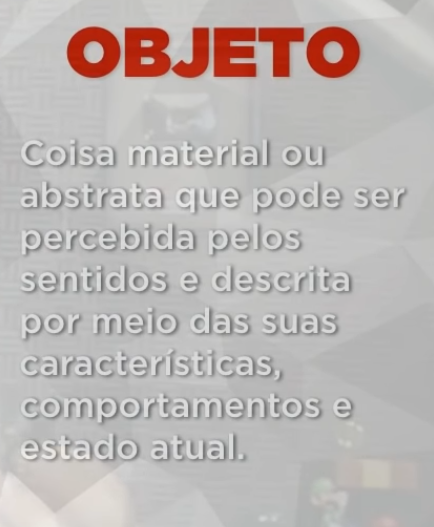 OBJETO
Coisa material ou
abstrata que pode ser
percebida pelos
sentidos e descrita
por meio das suas
características,
comportamentos e
estado atual.